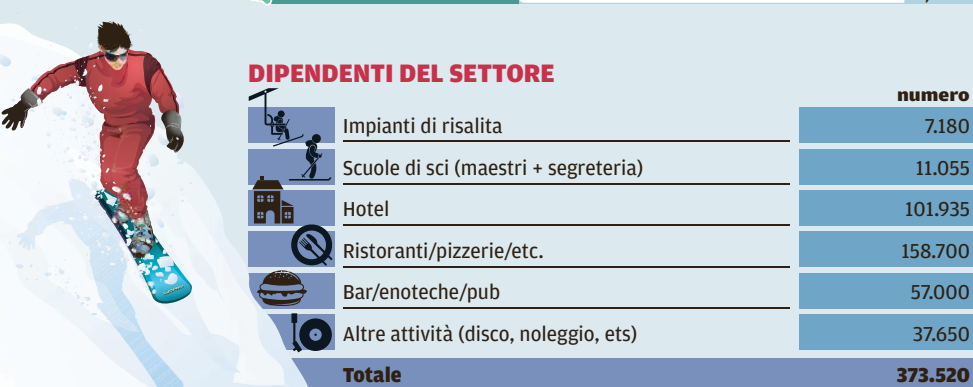 DIPENDENTI DEL SETTORE
numero
Impianti di risalita 7.180
Scuole di sci (maestri + segreteria) 11.055
Hotel 101.935
Ristoranti/pizzerie/etc. 158.700
Bar/enoteche/pub 57.000
Altre attività (disco, noleggio, ets) 37.650
Totale 373.520